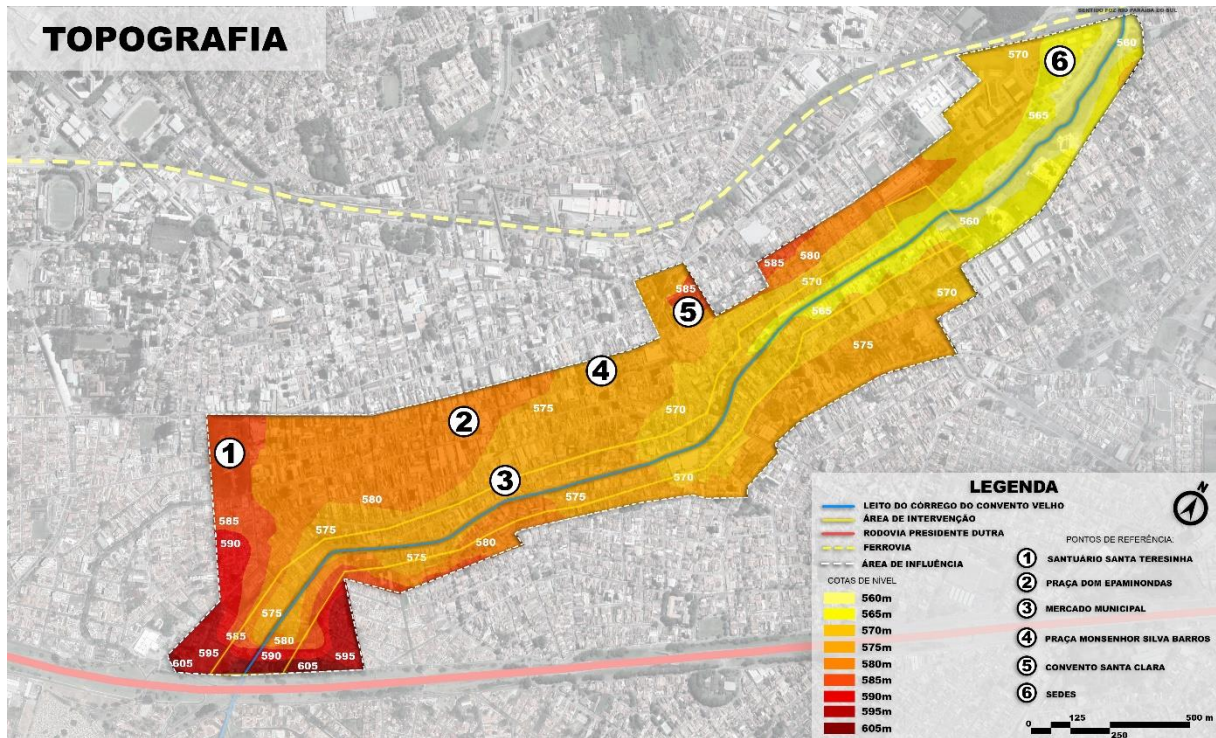 SENTIDO FOZ RIO PARAÍBA DO SUL
TOPOGRAFIA
560
570
6
565
560
585
580
570
585
5
565
570
575
4
575
570
2
1
3
580
570
575
585
575
580
590
575
575
585
580
595
590
595
605
605
LEGENDA
LEITO DO CÓRREGO DO CONVENTO VELHO
ÁREA DE INTERVENÇÃO
RODOVIA PRESIDENTE DUTRA
FERROVIA
ÁREA DE INFLUÊNCIA
COTAS DE NÍVEL
560m
565m
570m
575m
580m
585m
590m
595m
605m
N
PONTOS DE REFERÊNCIA:
1 SANTUÁRIO SANTA TERESINHA
2 PRAÇA DOM EPAMINONDAS
3 MERCADO MUNICIPAL
4 PRAÇA MONSENHOR SILVA BARROS
5 CONVENTO SANTA CLARA
6 SEDES
0 125 500 m
250